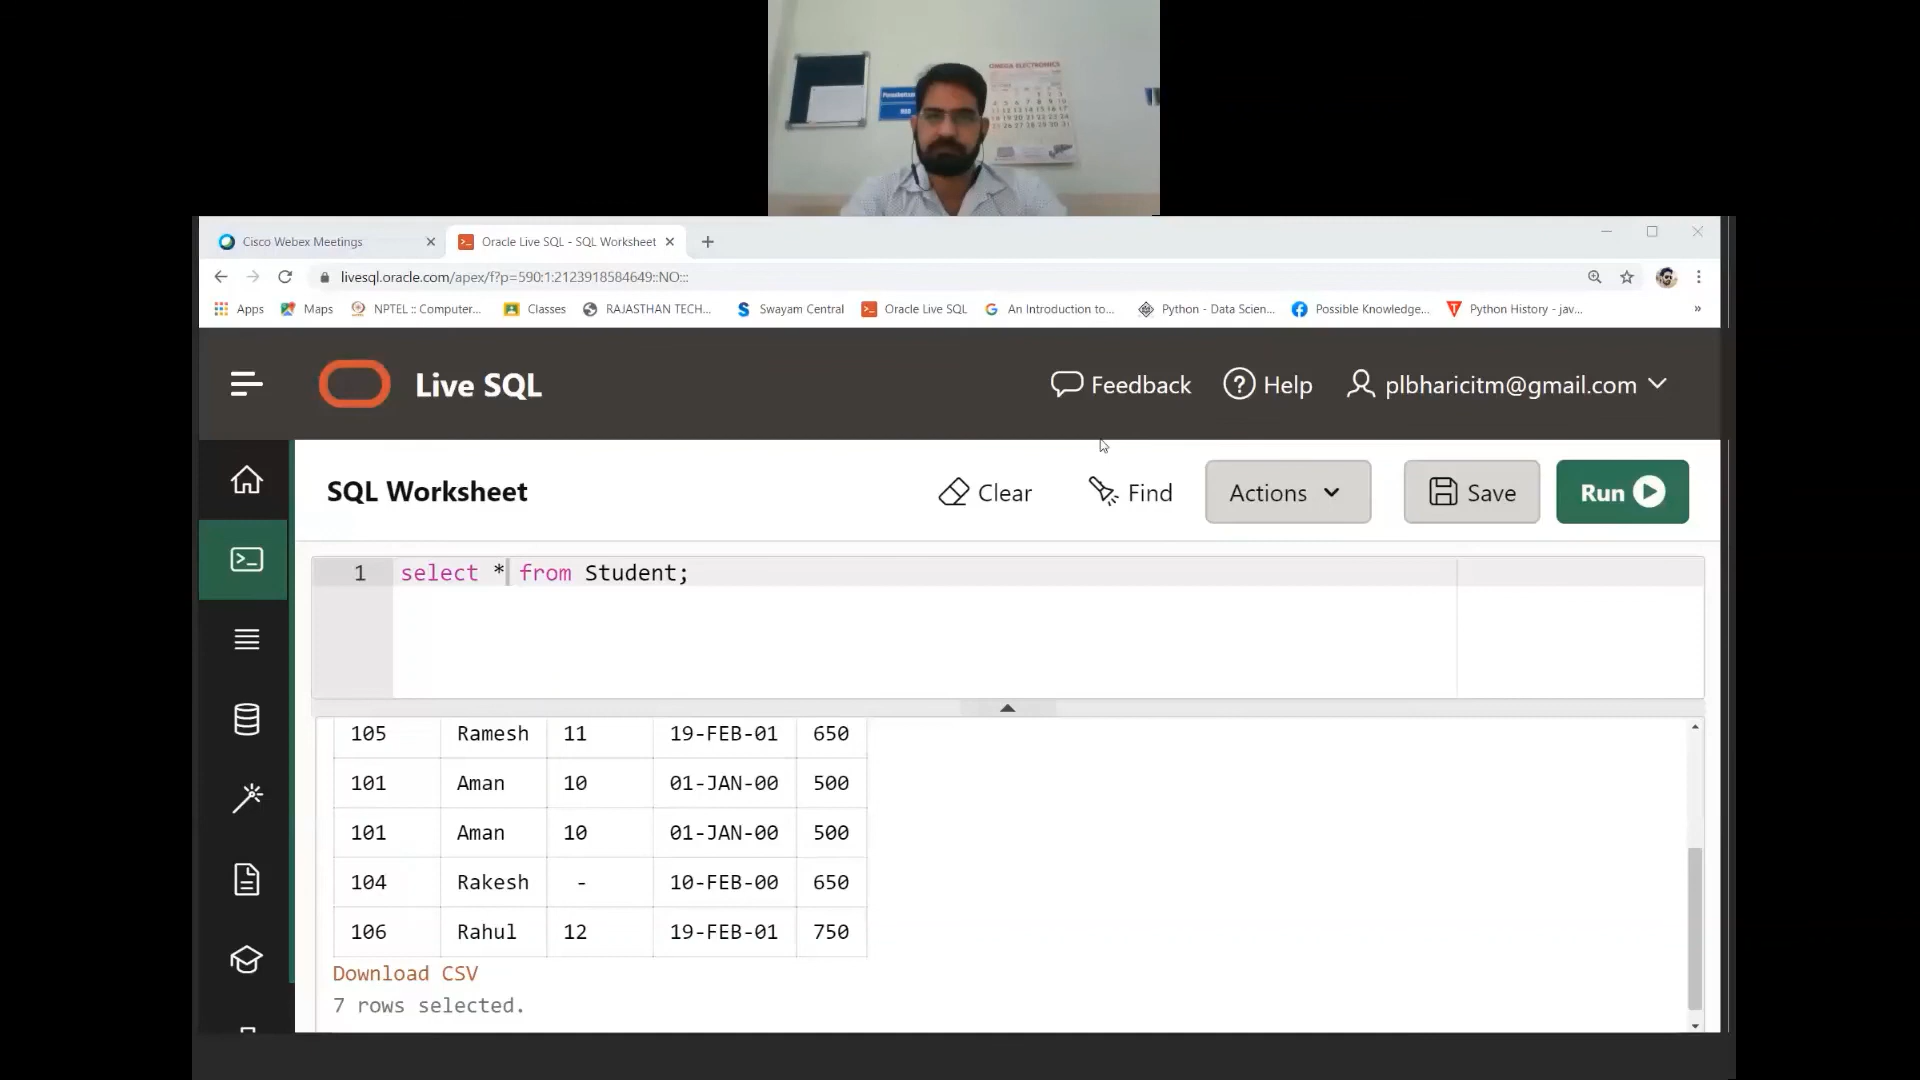 OMEGA ELECTRONICS
Cisco Webex Meetings
Oracle Live SQL - SQL Worksheet
livesql.oracle.com/apex/f?p=590:1:2123918584649::NO:::
Apps Maps NPTEL :: Computer... Classes RAJASTHAN TECH... Swayam Central Oracle Live SQL An Introduction to... Python - Data Scien... Possible Knowledge... Python History - jav... »
Live SQL Feedback Help plbharicitm@gmail.com
SQL Worksheet Clear Find Actions Save Run
1 select * from Student;
105 Ramesh 11 19-FEB-01 650
101 Aman 10 01-JAN-00 500
101 Aman 10 01-JAN-00 500
104 Rakesh - 10-FEB-00 650
106 Rahul 12 19-FEB-01 750
Download CSV
7 rows selected.